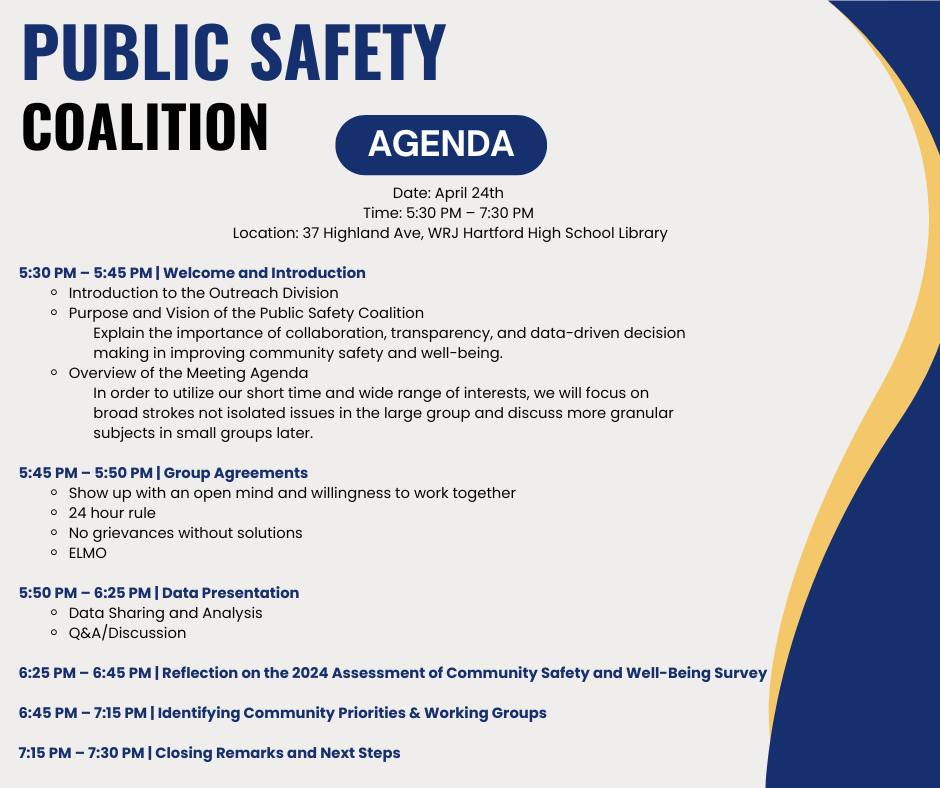 PUBLIC SAFETY
COALITION
AGENDA
Date: April 24th
Time: 5:30 PM – 7:30 PM
Location: 37 Highland Ave, WRJ Hartford High School Library
5:30 PM – 5:45 PM | Welcome and Introduction
Introduction to the Outreach Division
Purpose and Vision of the Public Safety Coalition
Explain the importance of collaboration, transparency, and data-driven decision
making in improving community safety and well-being.
Overview of the Meeting Agenda
In order to utilize our short time and wide range of interests, we will focus on
broad strokes not isolated issues in the large group and discuss more granular
subjects in small groups later.
5:45 PM – 5:50 PM | Group Agreements
Show up with an open mind and willingness to work together
24 hour rule
No grievances without solutions
ELMO
5:50 PM – 6:25 PM | Data Presentation
Data Sharing and Analysis
Q&A/Discussion
6:25 PM – 6:45 PM | Reflection on the 2024 Assessment of Community Safety and Well-Being Survey
6:45 PM – 7:15 PM | Identifying Community Priorities & Working Groups
7:15 PM – 7:30 PM | Closing Remarks and Next Steps